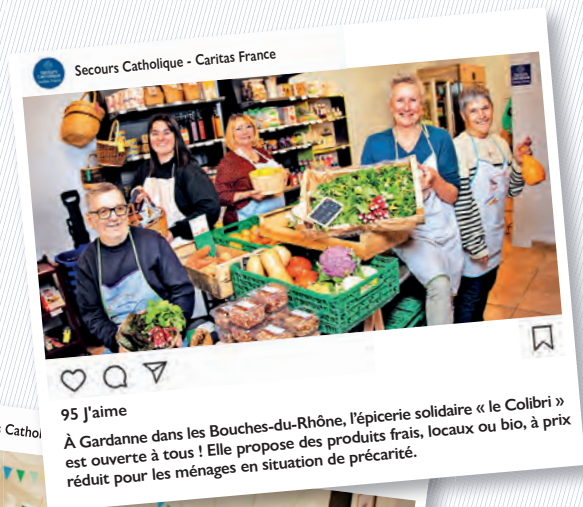 Secours Catholique - Caritas France
95 J'aime
À Gardanne dans les Bouches-du-Rhône, l'épicerie solidaire « le Colibri »
est ouverte à tous ! Elle propose des produits frais, locaux ou bio, à prix
réduit pour les ménages en situation de précarité.